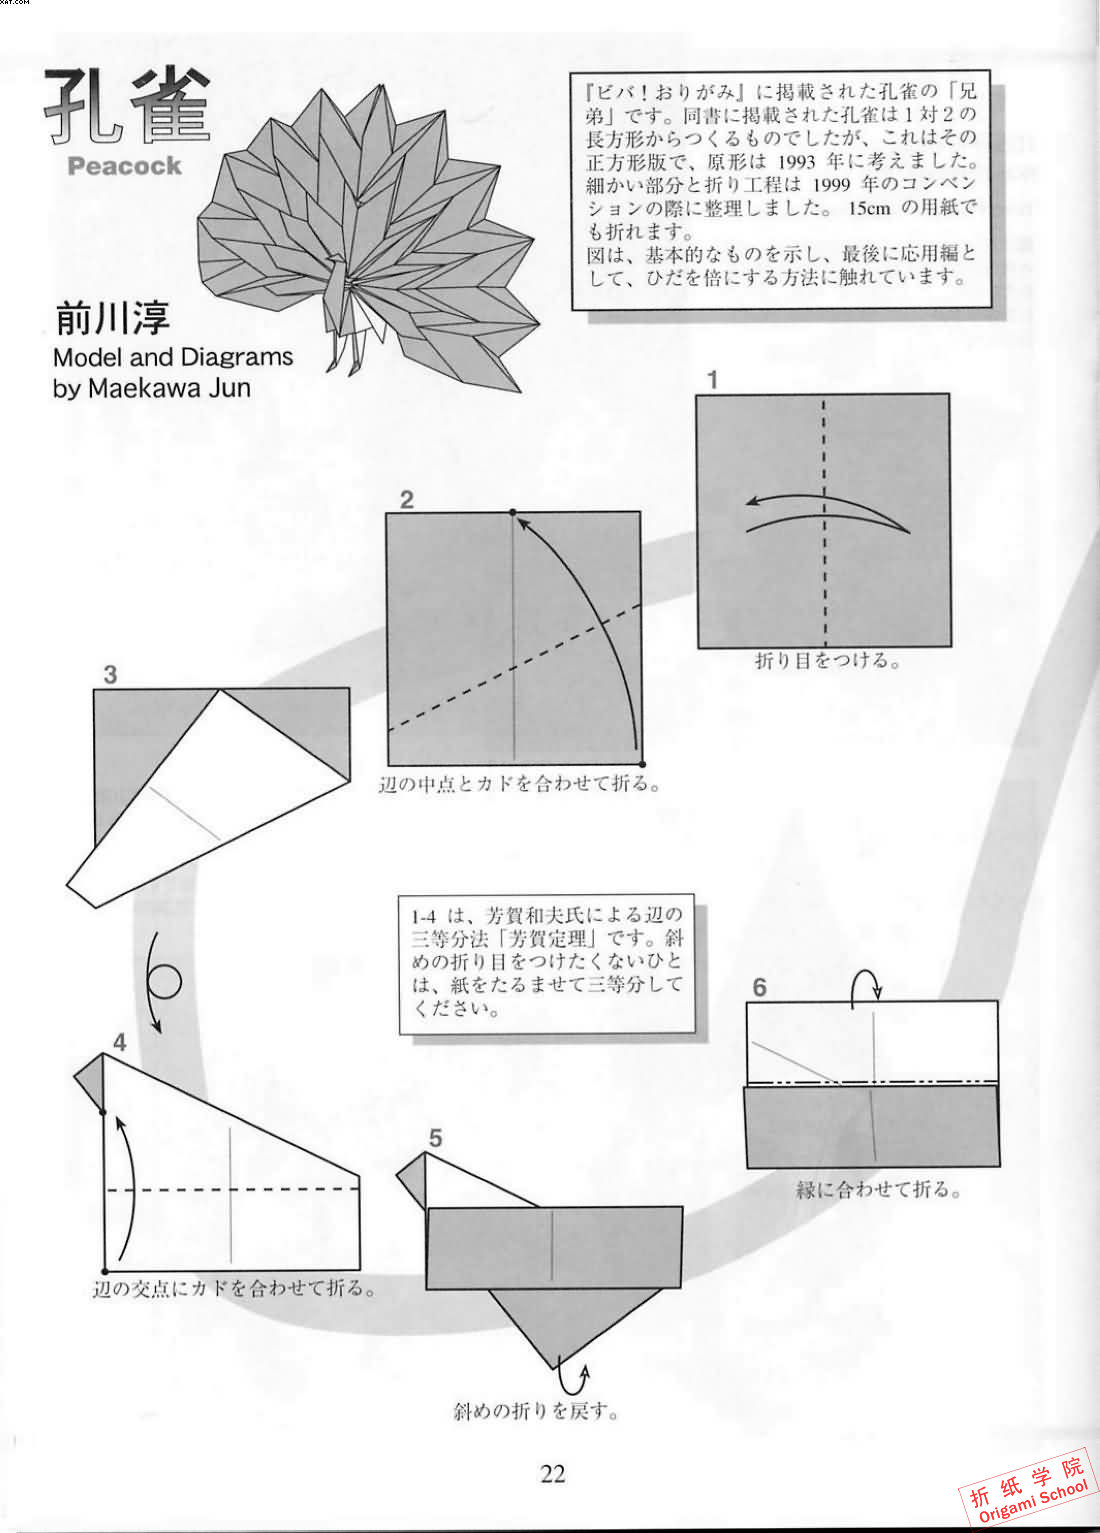 XAT.COM
孔雀
Peacock
前川淳
Model and Diagrams
by Maekawa Jun
『ビバ！おりがみ』に掲載された孔雀の「兄
弟」です。同書に掲載された孔雀は１対２の
長方形からつくるものでしたが、これはその
正方形版で、原形は 1993 年に考えました。
細かい部分と折り工程は 1999 年のコンベン
ションの際に整理しました。 15cm の用紙で
も折れます。
図は、基本的なものを示し、最後に応用編と
して、ひだを倍にする方法に触れています。
1
折り目をつける。
2
辺の中点とカドを合わせて折る。
3
1-4 は、芳賀和夫氏による辺の
三等分法「芳賀定理」です。斜
めの折り目をつけたくないひと
は、紙をたるませて三等分して
ください。
4
辺の交点にカドを合わせて折る。
5
斜めの折りを戻す。
6
縁に合わせて折る。
22
折纸学院
Origami School